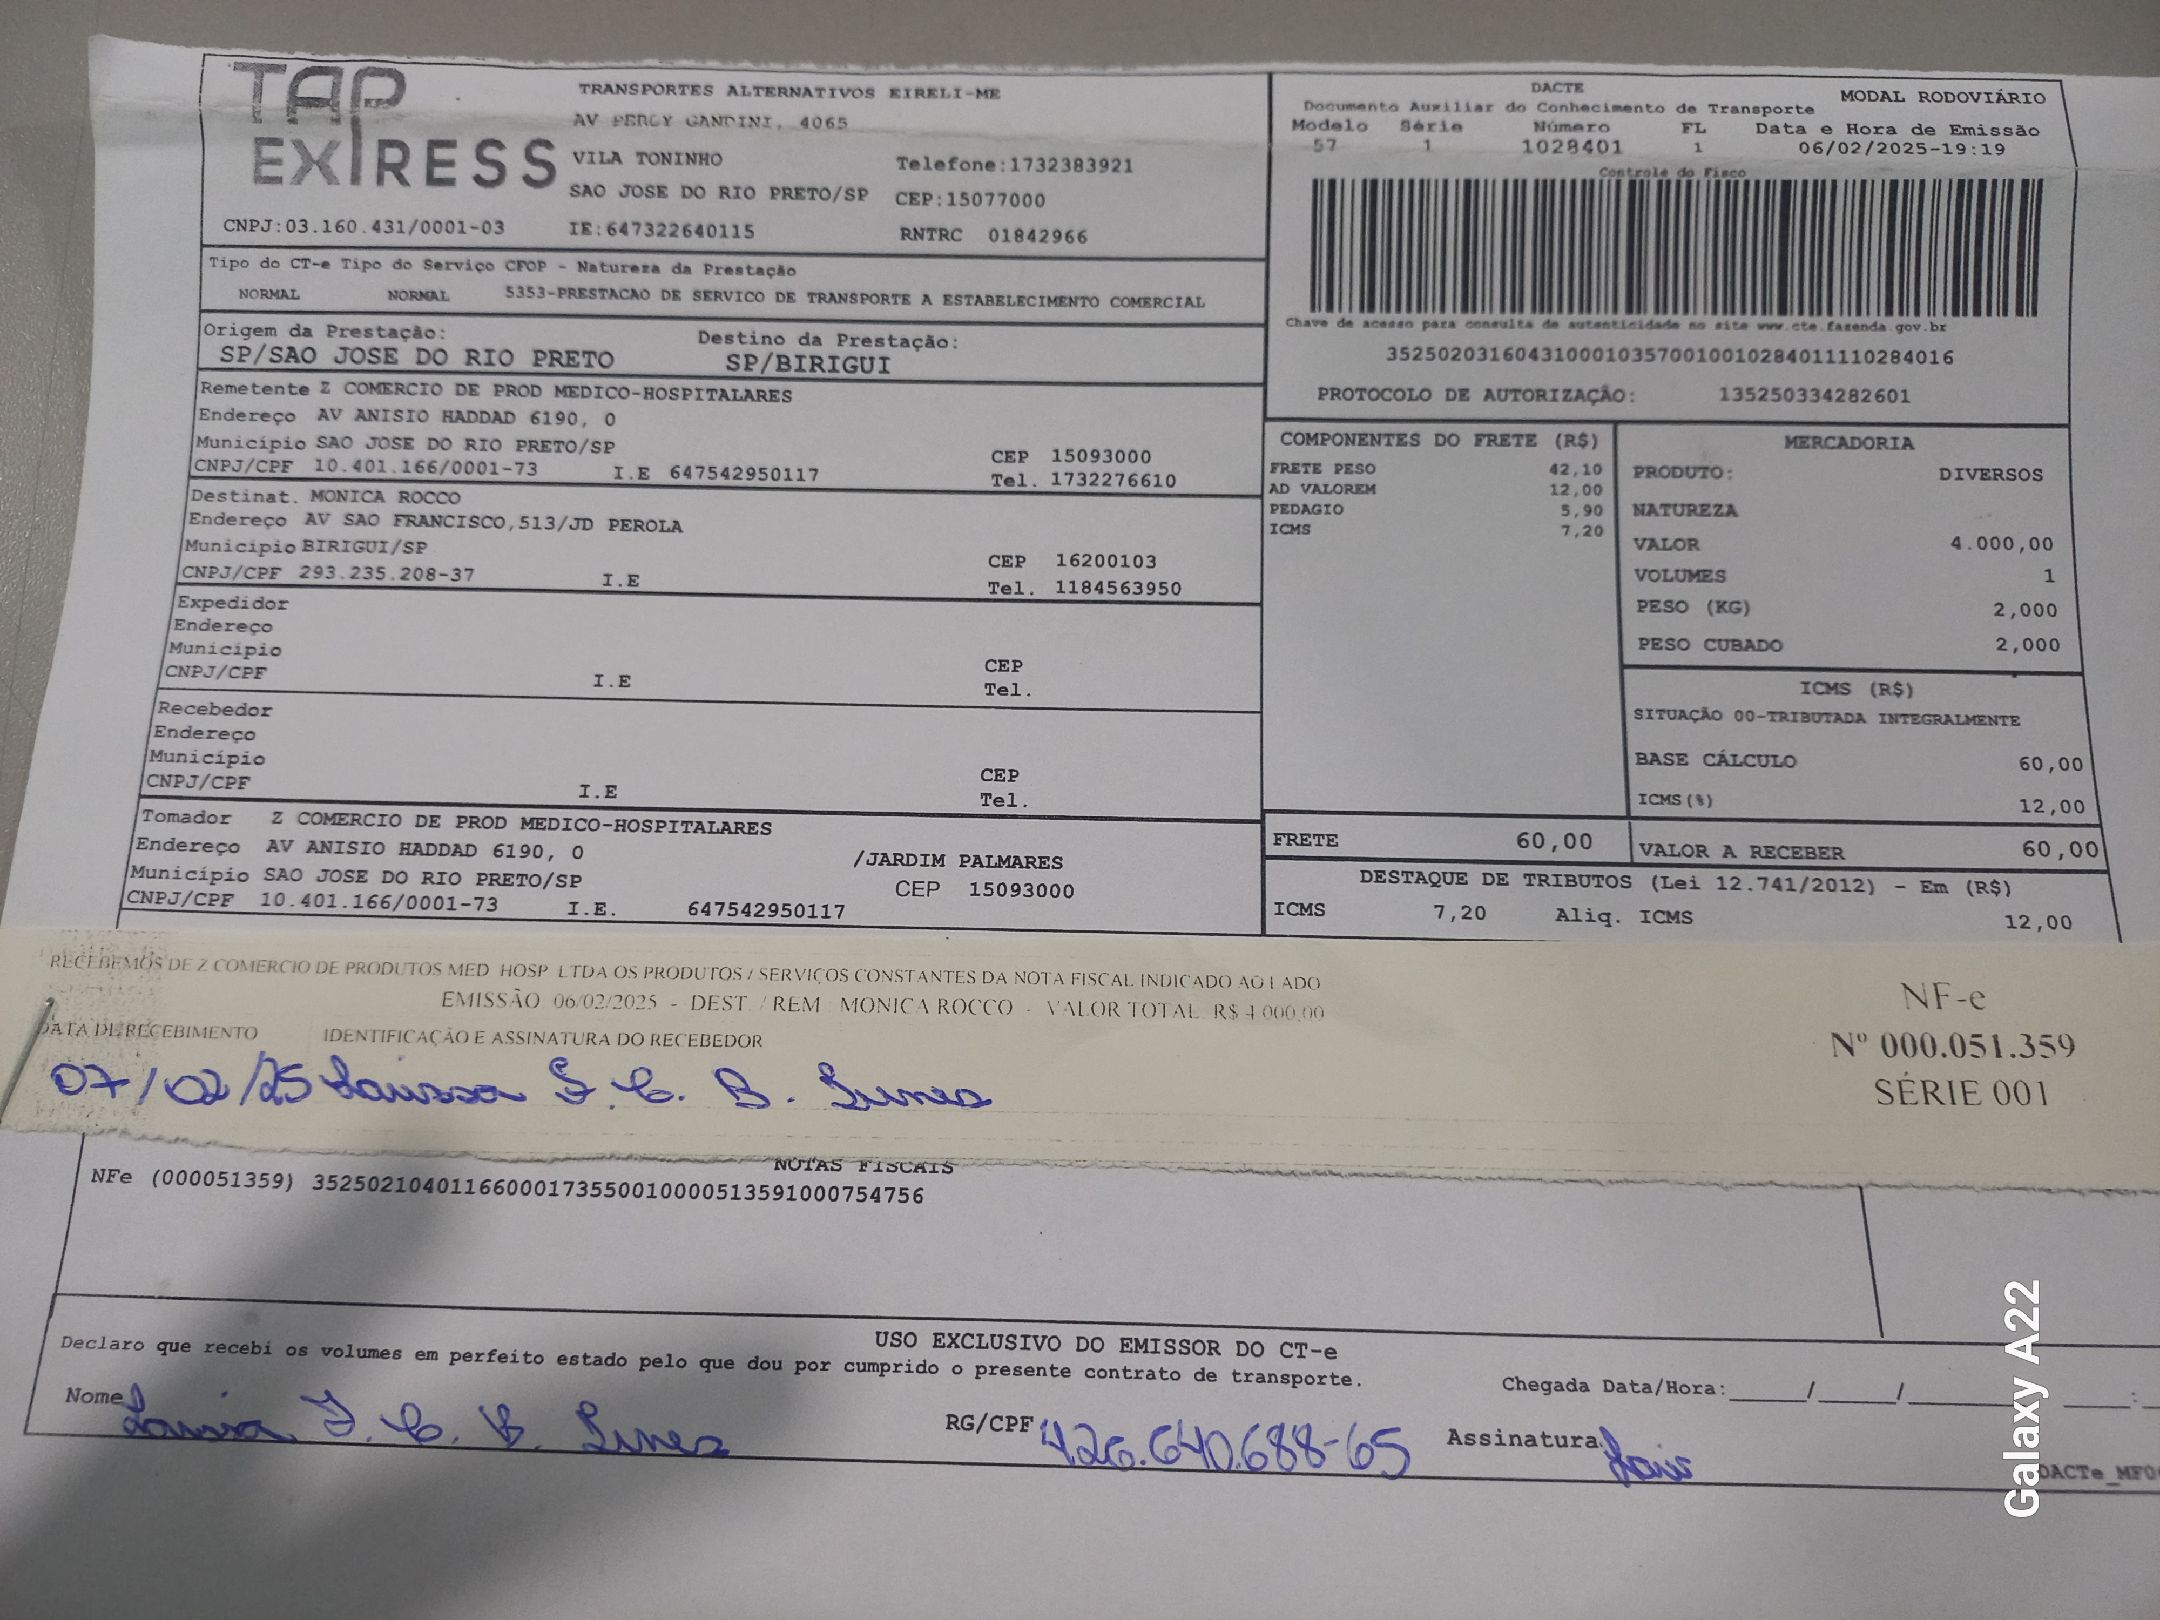 TAP
EXPRESS
TRANSPORTES ALTERNATIVOS EIRELI-ME
AV PERCY GANDINI, 4065
VILA TONINHO Telefone:1732383921
SAO JOSE DO RIO PRETO/SP CEP:15077000
CNPJ:03.160.431/0001-03 IE:647322640115 RNTRC 01842966
DACTE MODAL RODOVIÁRIO
Documento Auxiliar do Conhecimento de Transporte
Modelo Série Número FL Data e Hora de Emissão
57 1 1028401 1 06/02/2025-19:19
Controle do Fisco
Chave de acesso para consulta de autenticidade no site www.cte.fazenda.gov.br
35250203160431000103570010010284011110284016
PROTOCOLO DE AUTORIZAÇÃO: 135250334282601
Tipo do CT-e Tipo do Serviço CFOP - Natureza da Prestação
NORMAL NORMAL 5353-PRESTACAO DE SERVICO DE TRANSPORTE A ESTABELECIMENTO COMERCIAL
Origem da Prestação: Destino da Prestação:
SP/SAO JOSE DO RIO PRETO SP/BIRIGUI
Remetente Z COMERCIO DE PROD MEDICO-HOSPITALARES
Endereço AV ANISIO HADDAD 6190, 0
Município SAO JOSE DO RIO PRETO/SP CEP 15093000
CNPJ/CPF 10.401.166/0001-73 I.E 647542950117 Tel. 1732276610
Destinat. MONICA ROCCO
Endereço AV SAO FRANCISCO,513/JD PEROLA
Municipio BIRIGUI/SP CEP 16200103
CNPJ/CPF 293.235.208-37 I.E Tel. 1184563950
Expedidor
Endereço
Município CEP
CNPJ/CPF I.E Tel.
Recebedor
Endereço
Município CEP
CNPJ/CPF I.E Tel.
Tomador Z COMERCIO DE PROD MEDICO-HOSPITALARES
Endereço AV ANISIO HADDAD 6190, 0 /JARDIM PALMARES
Município SAO JOSE DO RIO PRETO/SP CEP 15093000
CNPJ/CPF 10.401.166/0001-73 I.E. 647542950117
COMPONENTES DO FRETE (R$)
FRETE PESO 42,10
AD VALOREM 12,00
PEDAGIO 5,90
ICMS 7,20
MERCADORIA
PRODUTO: DIVERSOS
NATUREZA
VALOR 4.000,00
VOLUMES 1
PESO (KG) 2,000
PESO CUBADO 2,000
ICMS (R$)
SITUAÇÃO 00-TRIBUTADA INTEGRALMENTE
BASE CÁLCULO 60,00
ICMS(%) 12,00
FRETE 60,00 VALOR A RECEBER 60,00
DESTAQUE DE TRIBUTOS (Lei 12.741/2012) - Em (R$)
ICMS 7,20 Aliq. ICMS 12,00
RECEBEMOS DE Z COMERCIO DE PRODUTOS MED HOSP LTDA OS PRODUTOS / SERVIÇOS CONSTANTES DA NOTA FISCAL INDICADO AO LADO
EMISSÃO 06/02/2025 - DEST. / REM : MONICA ROCCO - VALOR TOTAL R$ 4.000,00
DATA DE RECEBIMENTO IDENTIFICAÇÃO E ASSINATURA DO RECEBEDOR
07/02/25 Larissa F. C. B.
NF-e
Nº 000.051.359
SÉRIE 001
NOTAS FISCAIS
NFe (000051359) 35250210401166000173550010000513591000754756
USO EXCLUSIVO DO EMISSOR DO CT-e
Declaro que recebi os volumes em perfeito estado pelo que dou por cumprido o presente contrato de transporte.
Chegada Data/Hora:_____/_____/_______ ____:
Nome RG/CPF 426.640.688-65 Assinatura
DACTe_MF0
Galaxy A22